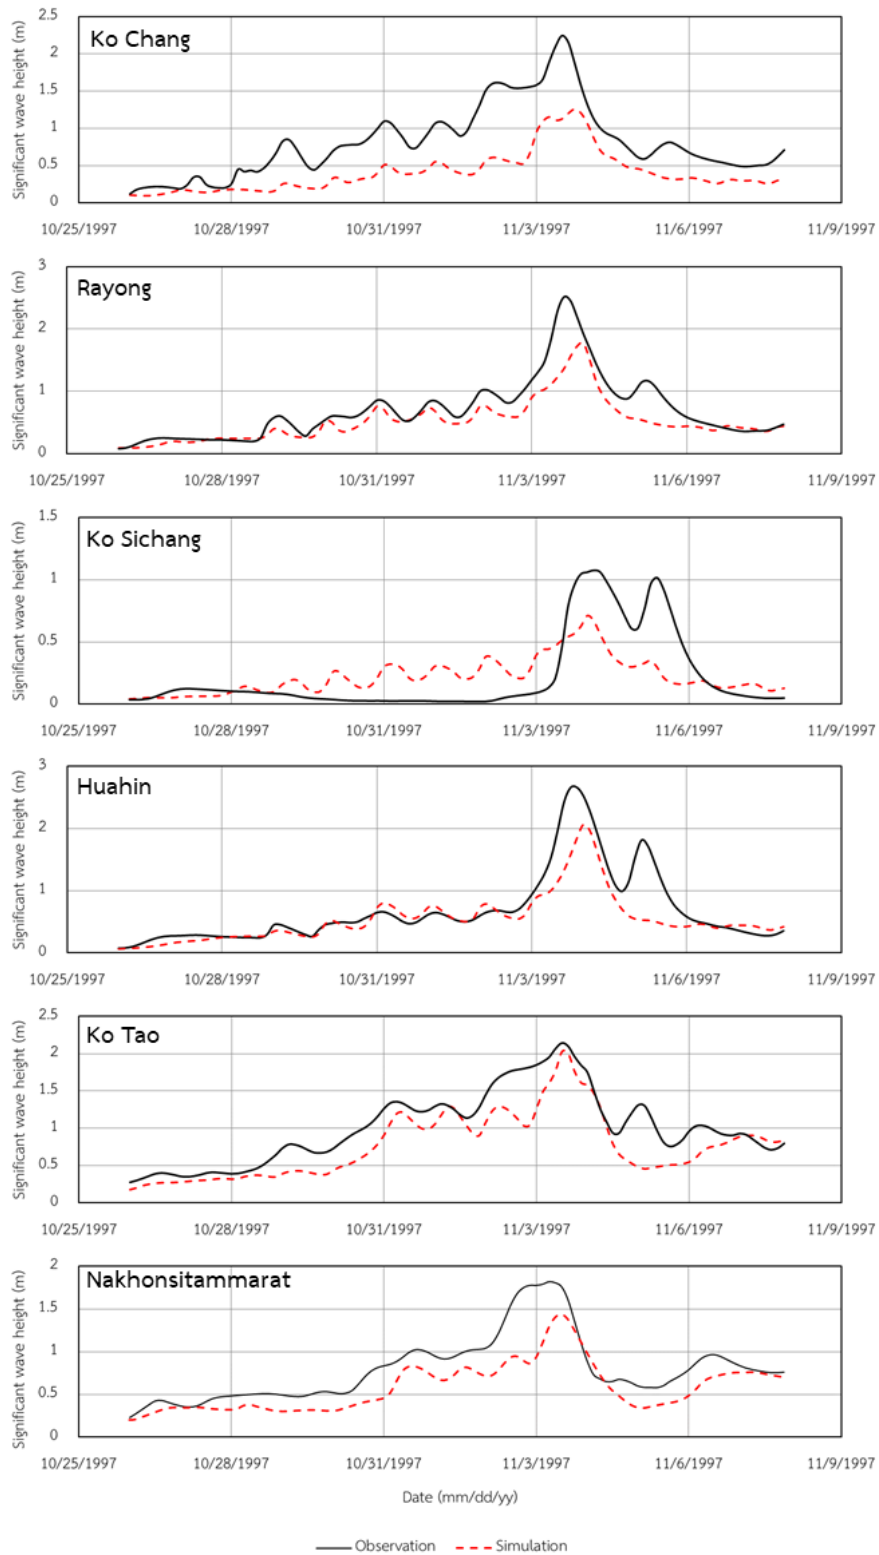 Ko Chang
Significant wave height (m)
2.5
2
1.5
1
0.5
0
10/25/1997 10/28/1997 10/31/1997 11/3/1997 11/6/1997 11/9/1997
Rayong
Significant wave height (m)
3
2
1
0
10/25/1997 10/28/1997 10/31/1997 11/3/1997 11/6/1997 11/9/1997
Ko Sichang
Significant wave height (m)
1.5
1
0.5
0
10/25/1997 10/28/1997 10/31/1997 11/3/1997 11/6/1997 11/9/1997
Huahin
Significant wave height (m)
3
2
1
0
10/25/1997 10/28/1997 10/31/1997 11/3/1997 11/6/1997 11/9/1997
Ko Tao
Significant wave height (m)
2.5
2
1.5
1
0.5
0
10/25/1997 10/28/1997 10/31/1997 11/3/1997 11/6/1997 11/9/1997
Nakhonsitammarat
Significant wave height (m)
2
1.5
1
0.5
0
10/25/1997 10/28/1997 10/31/1997 11/3/1997 11/6/1997 11/9/1997
Date (mm/dd/yy)
Observation Simulation